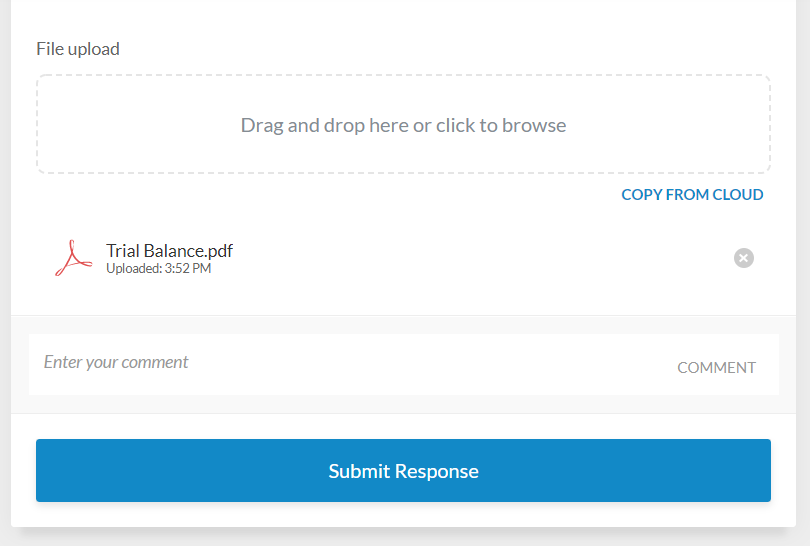 File upload
Drag and drop here or click to browse
COPY FROM CLOUD
Trial Balance.pdf
Uploaded: 3:52 PM
Enter your comment
COMMENT
Submit Response